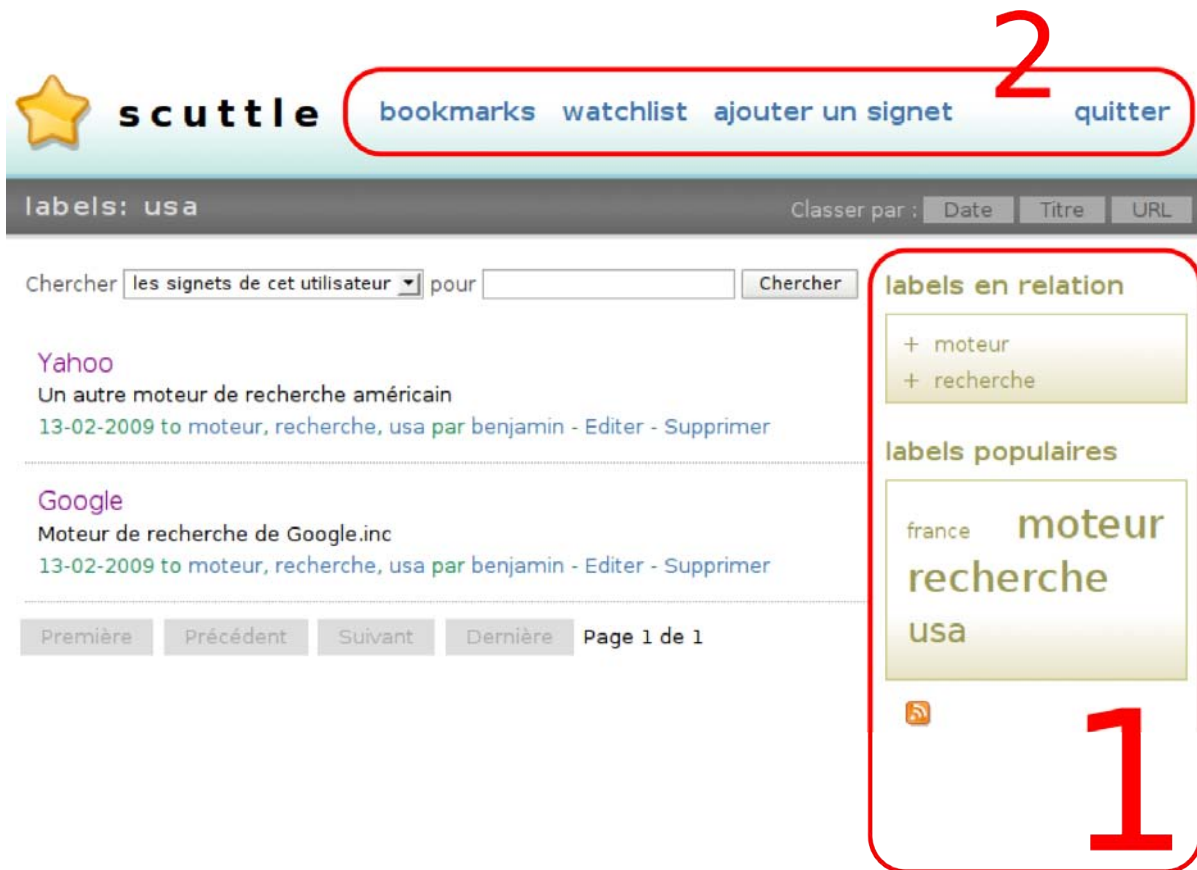 2
scuttle bookmarks watchlist ajouter un signet quitter
labels: usa Classer par : Date Titre URL
Chercher les signets de cet utilisateur pour Chercher
Yahoo
Un autre moteur de recherche américain
13-02-2009 to moteur, recherche, usa par benjamin - Editer - Supprimer
Google
Moteur de recherche de Google.inc
13-02-2009 to moteur, recherche, usa par benjamin - Editer - Supprimer
Première Précédent Suivant Dernière Page 1 de 1
labels en relation
+ moteur
+ recherche
labels populaires
france moteur
recherche
usa
1